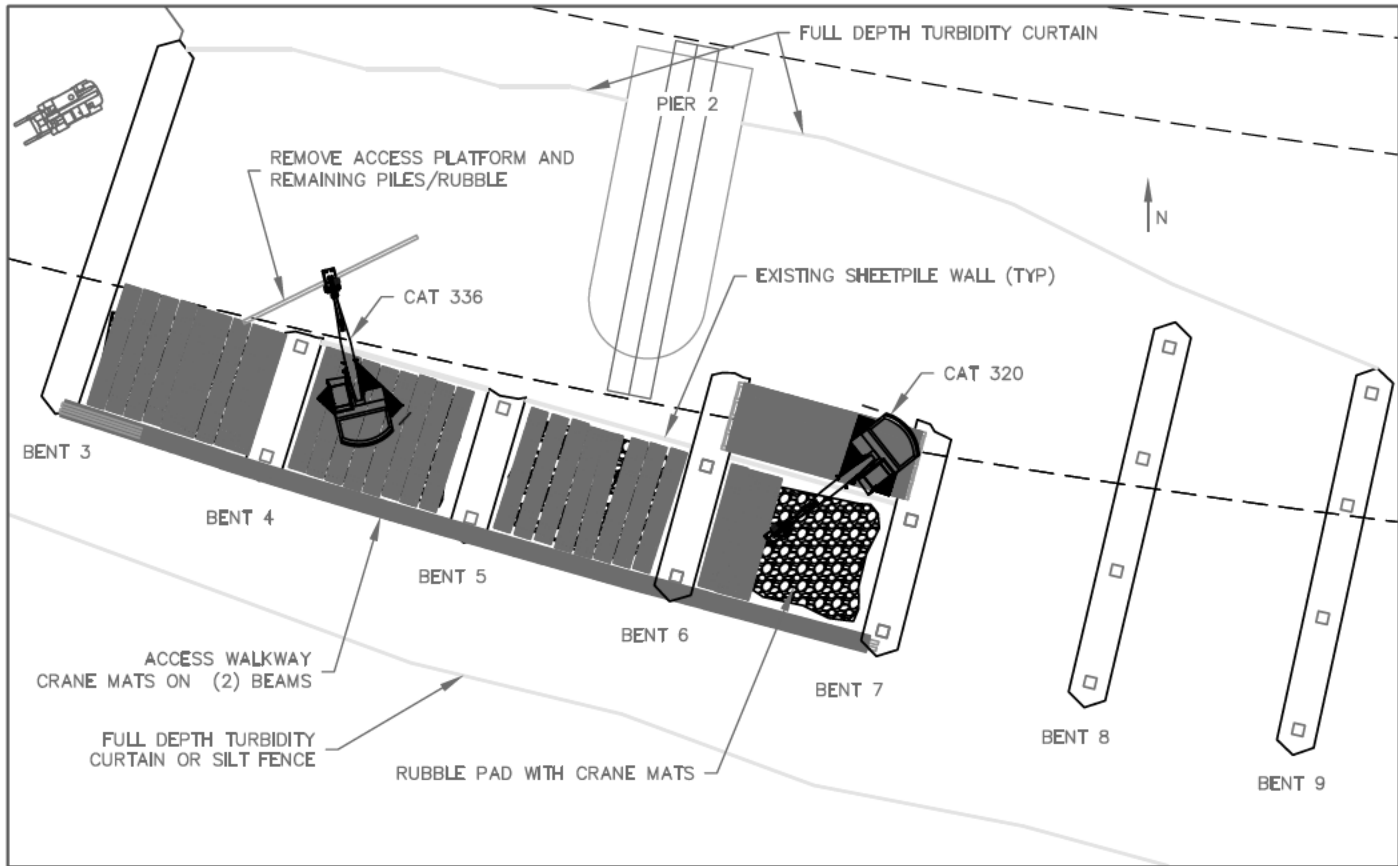 FULL DEPTH TURBIDITY CURTAIN
PIER 2
REMOVE ACCESS PLATFORM AND
REMAINING PILES/RUBBLE
N
EXISTING SHEETPILE WALL (TYP)
CAT 336
CAT 320
BENT 3
BENT 4
BENT 5
BENT 6
ACCESS WALKWAY
CRANE MATS ON (2) BEAMS
BENT 7
FULL DEPTH TURBIDITY
CURTAIN OR SILT FENCE
BENT 8
RUBBLE PAD WITH CRANE MATS
BENT 9